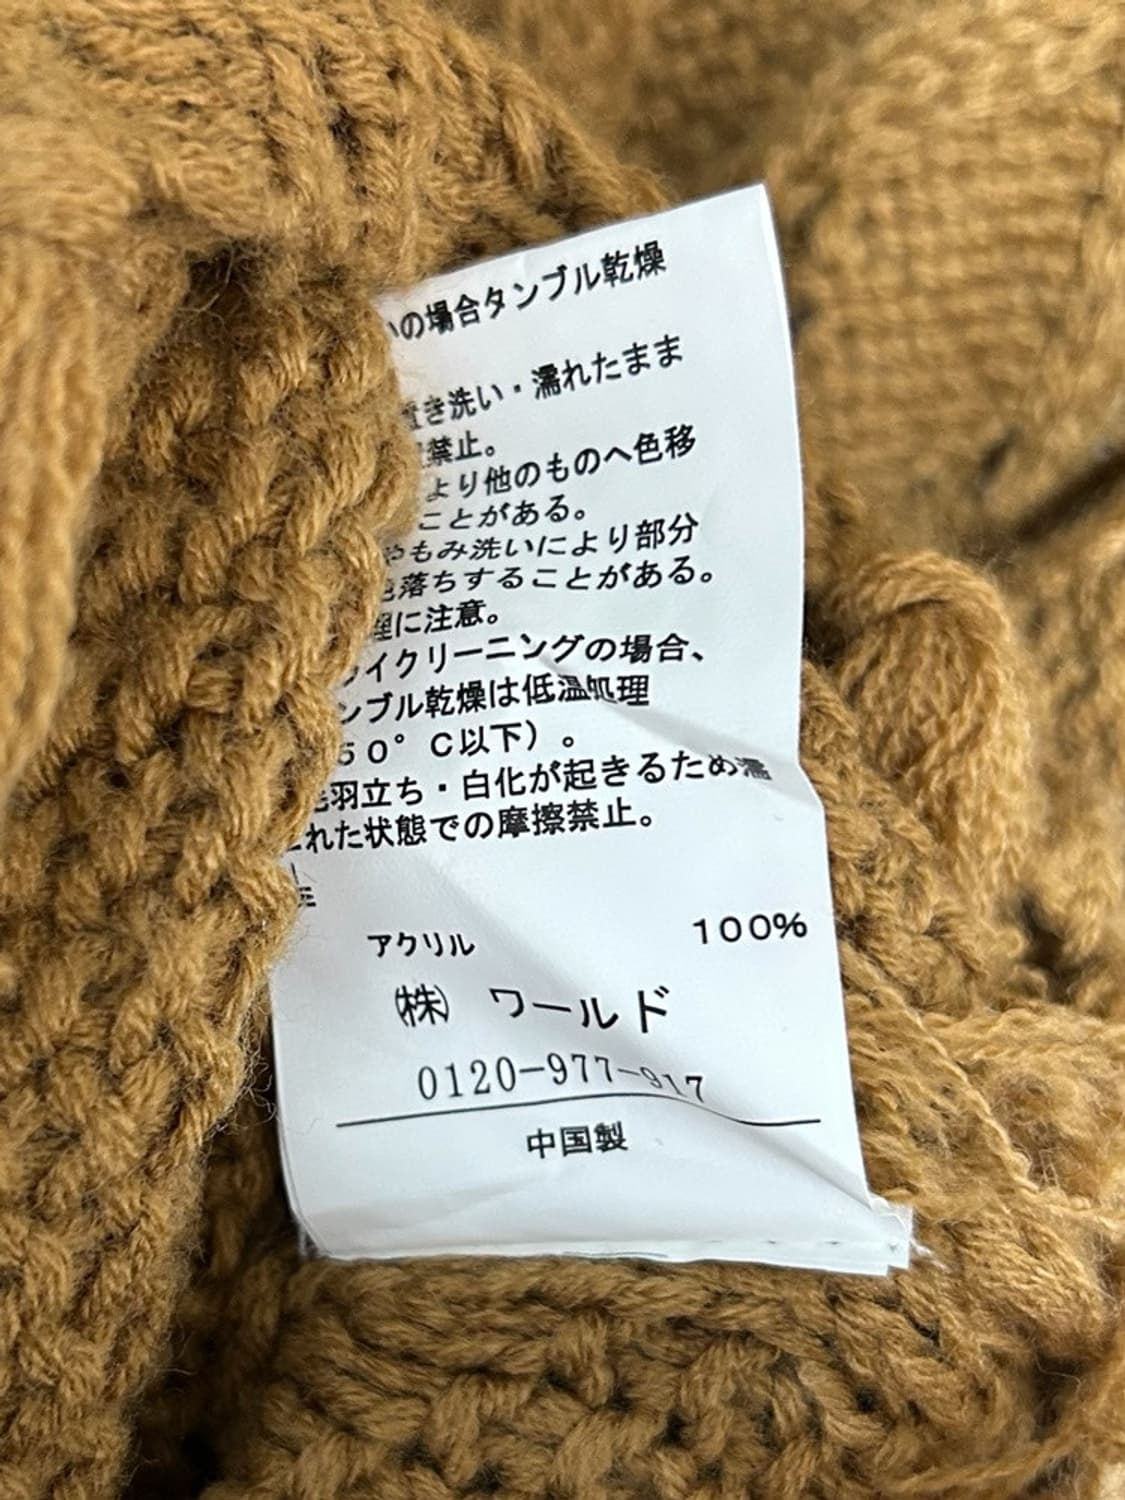 の場合タンブル乾燥
き洗い・濡れたまま
禁止。
より他のものへ色移
ことがある。
やもみ洗いにより部分
色落ちすることがある。
理に注意。
ライクリーニングの場合、
ンブル乾燥は低温処理
50°C以下）。
毛羽立ち・白化が起きるため濡
れた状態での摩擦禁止。
アクリル 100%
㈱ ワールド
0120-977-917
中国製